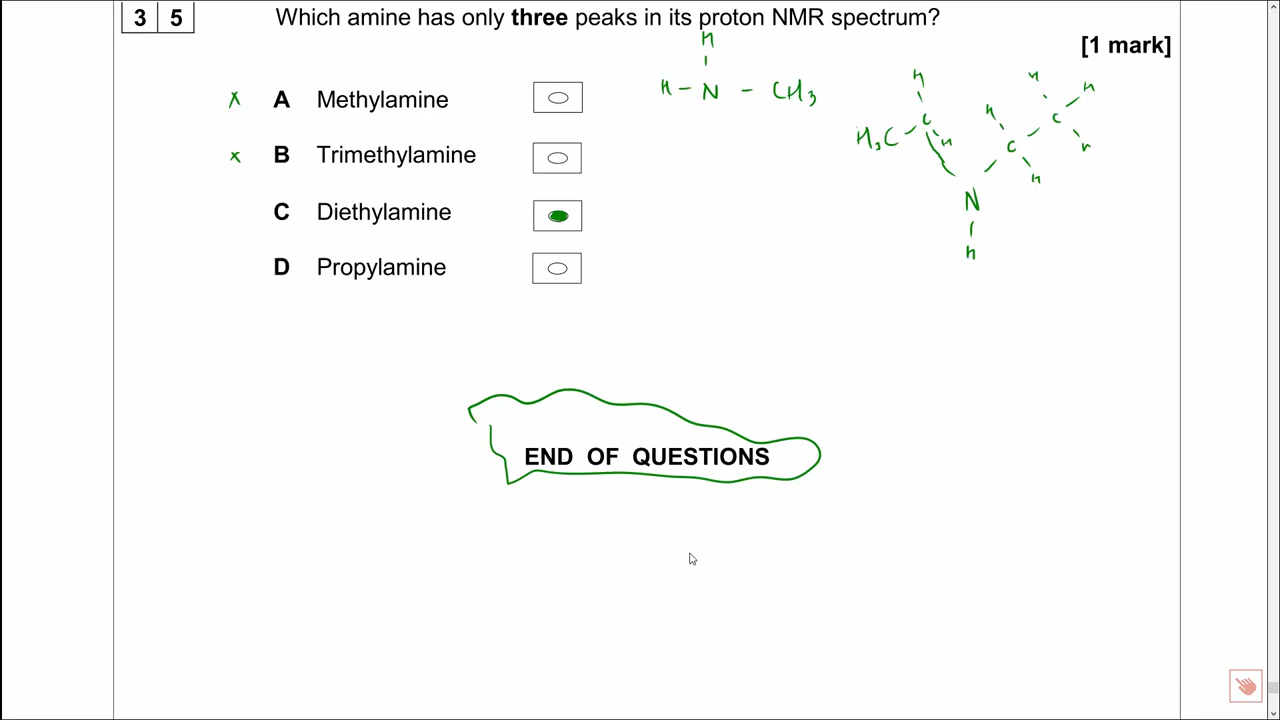 3 5 Which amine has only three peaks in its proton NMR spectrum?
[1 mark]
H
H - N - CH3
x A Methylamine
x B Trimethylamine
C Diethylamine
D Propylamine
H H H
H3C C H H C C H
H H
N
H
END OF QUESTIONS